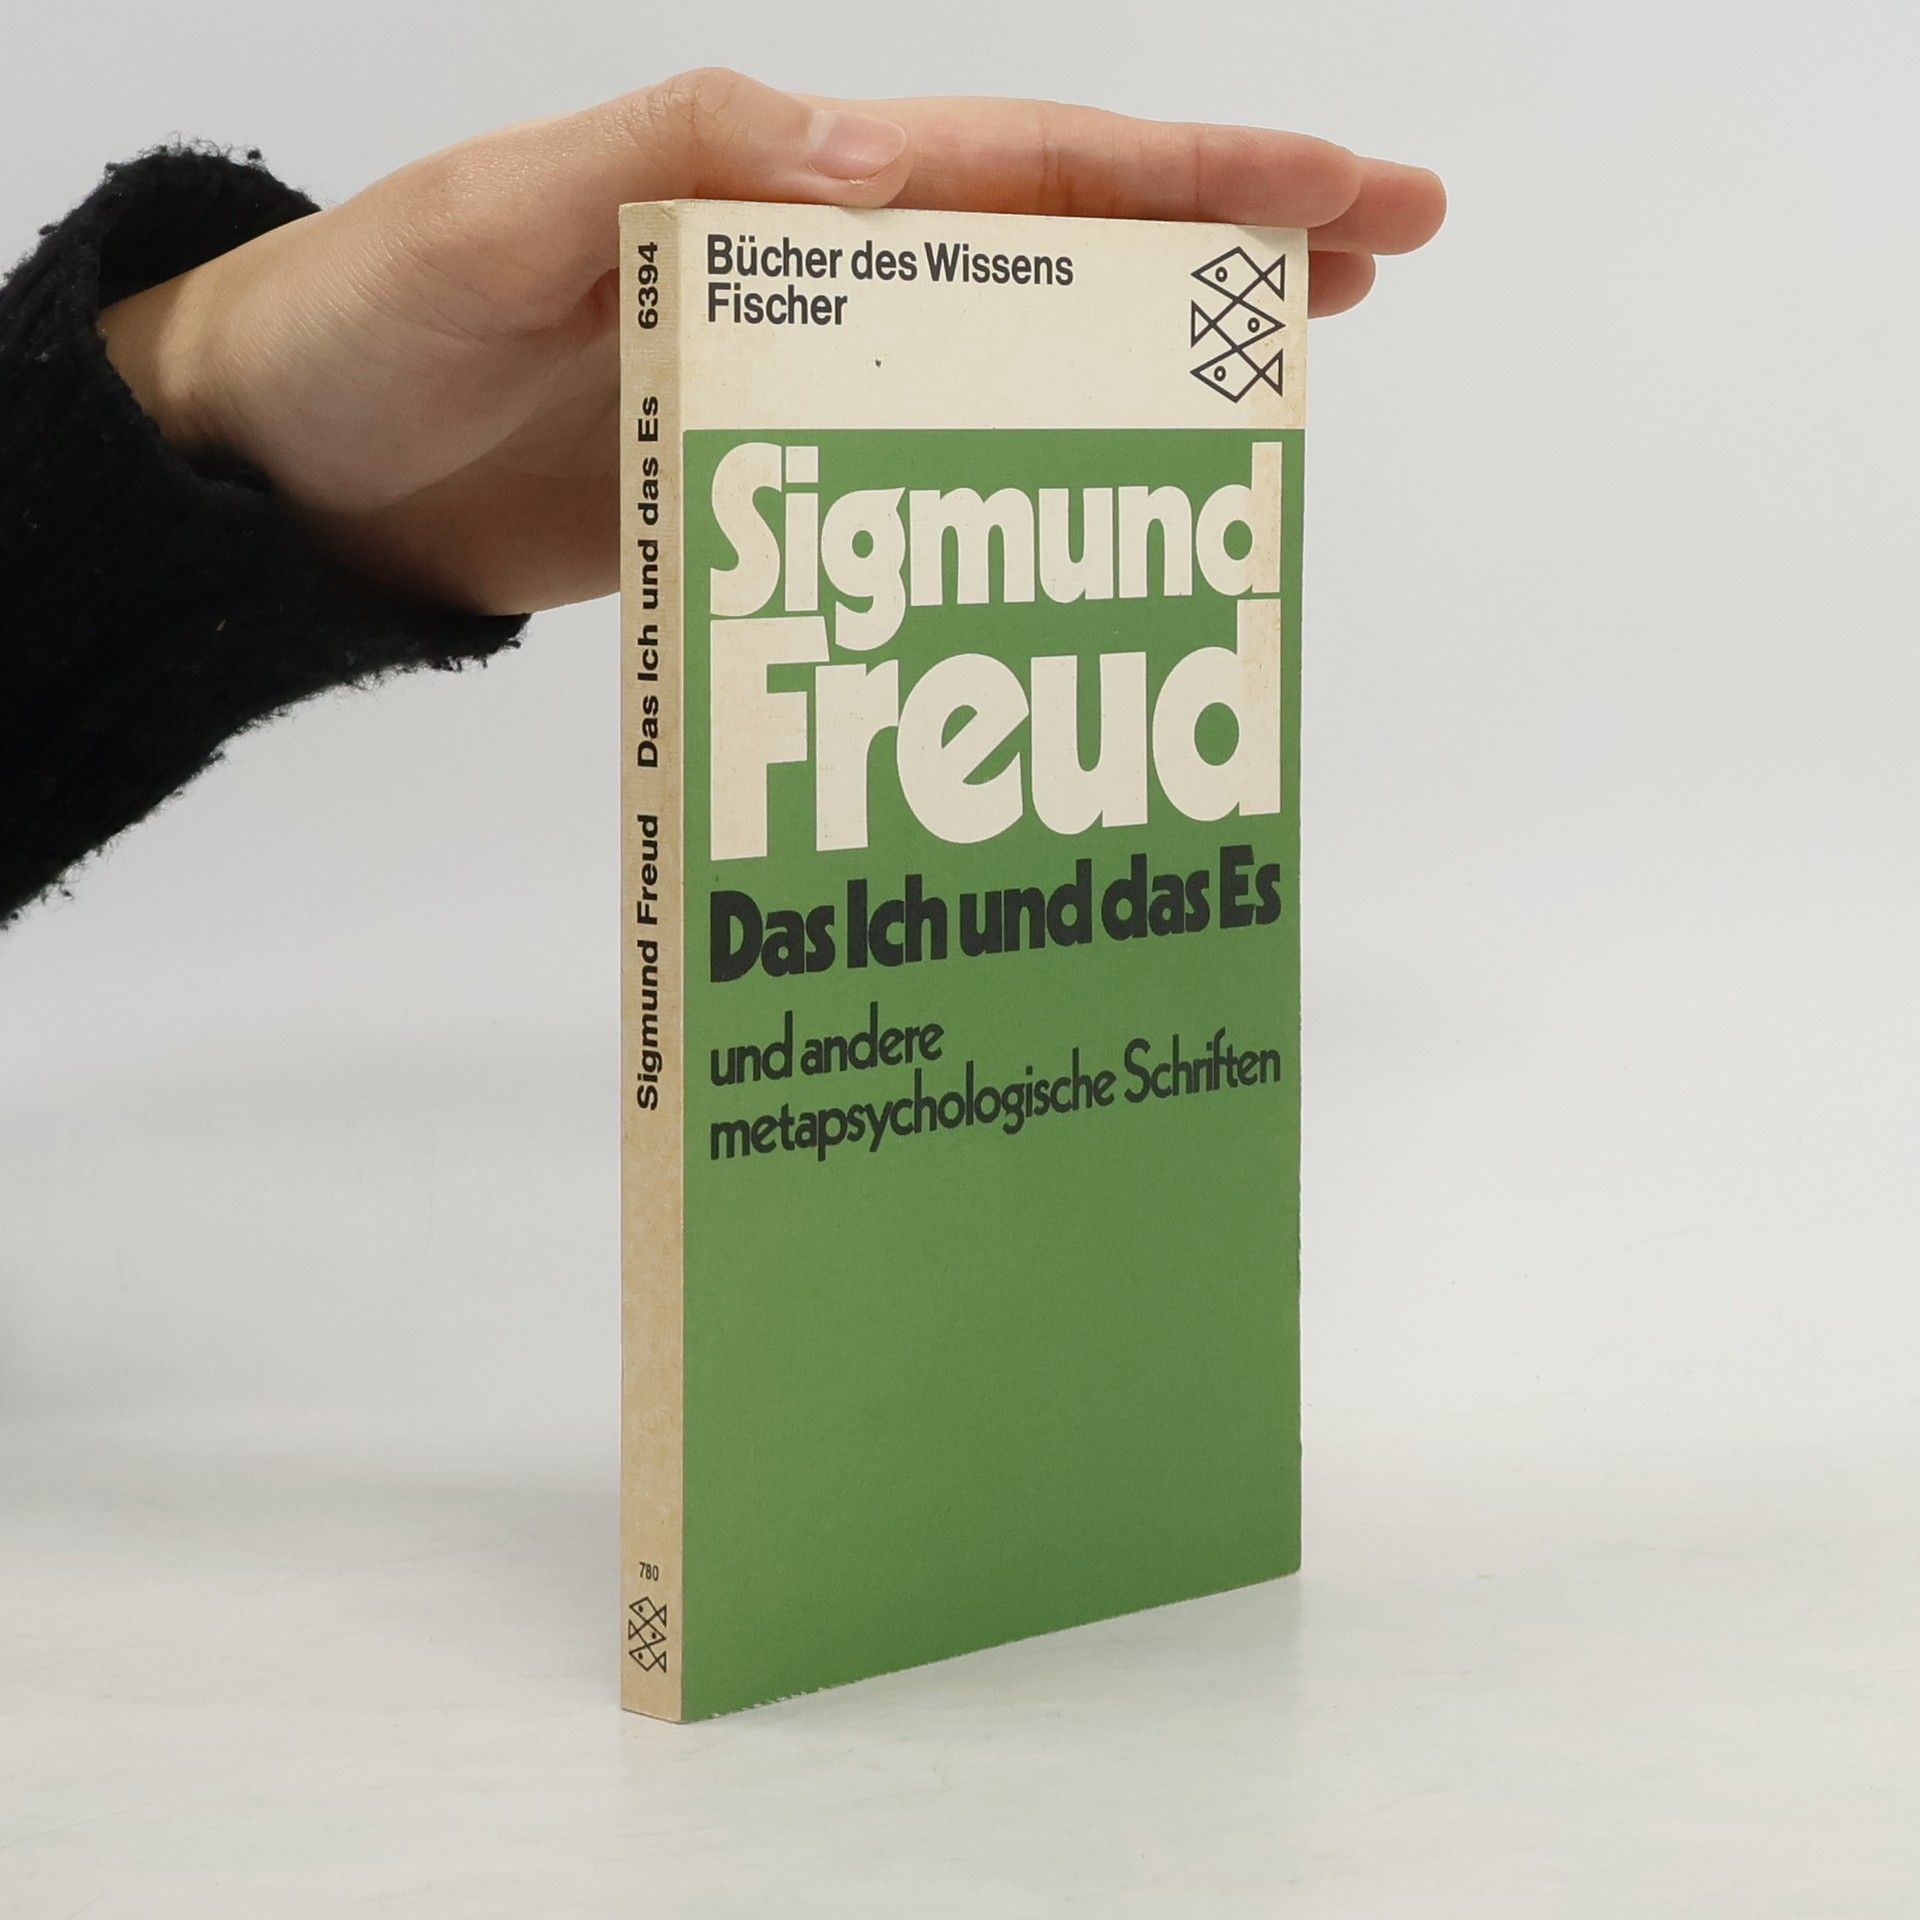 Bücher des Wissens
Fischer
Sigmund
Freud
Das Ich und das Es
und andere
metapsychologische Schriften
Sigmund Freud Das Ich und das Es 6394
780